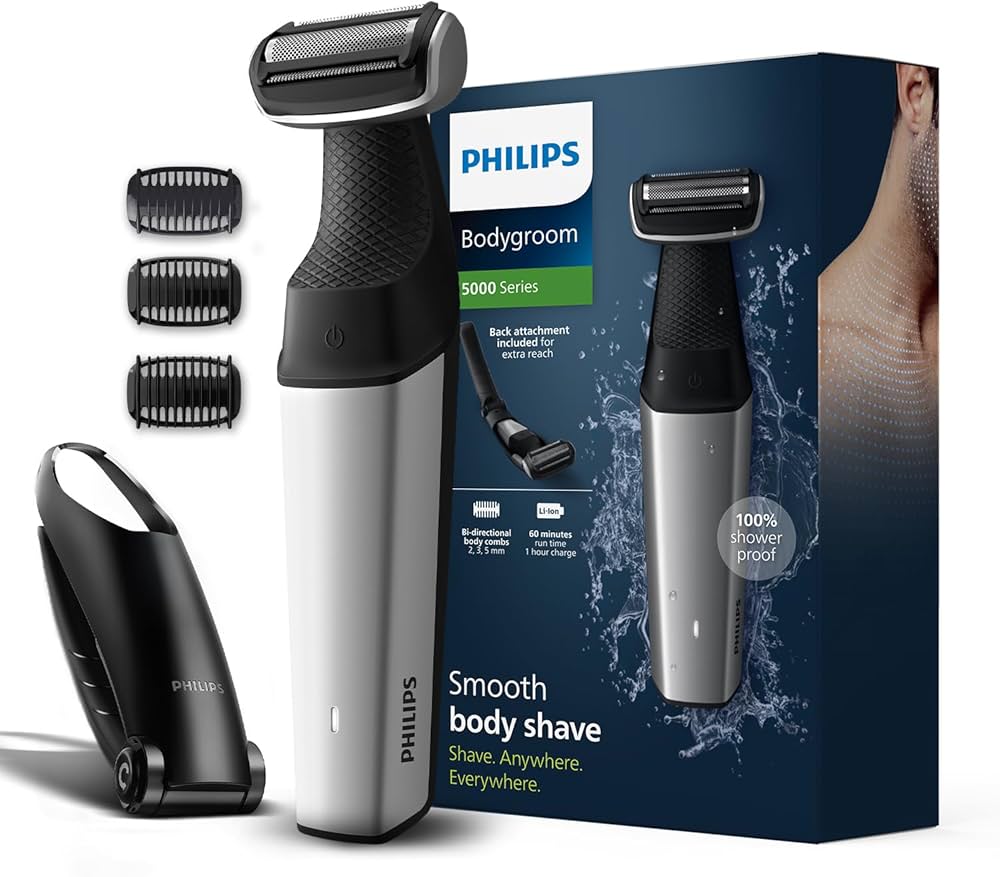 PHILIPS
Bodygroom
5000 Series
Back attachment
included for
extra reach
Bi-directional
body combs
2, 3, 5 mm
Li-Ion
60 minutes
run time
1 hour charge
100%
shower
proof
PHILIPS
Smooth
body shave
Shave. Anywhere.
Everywhere.
PHILIPS
PHILIPS